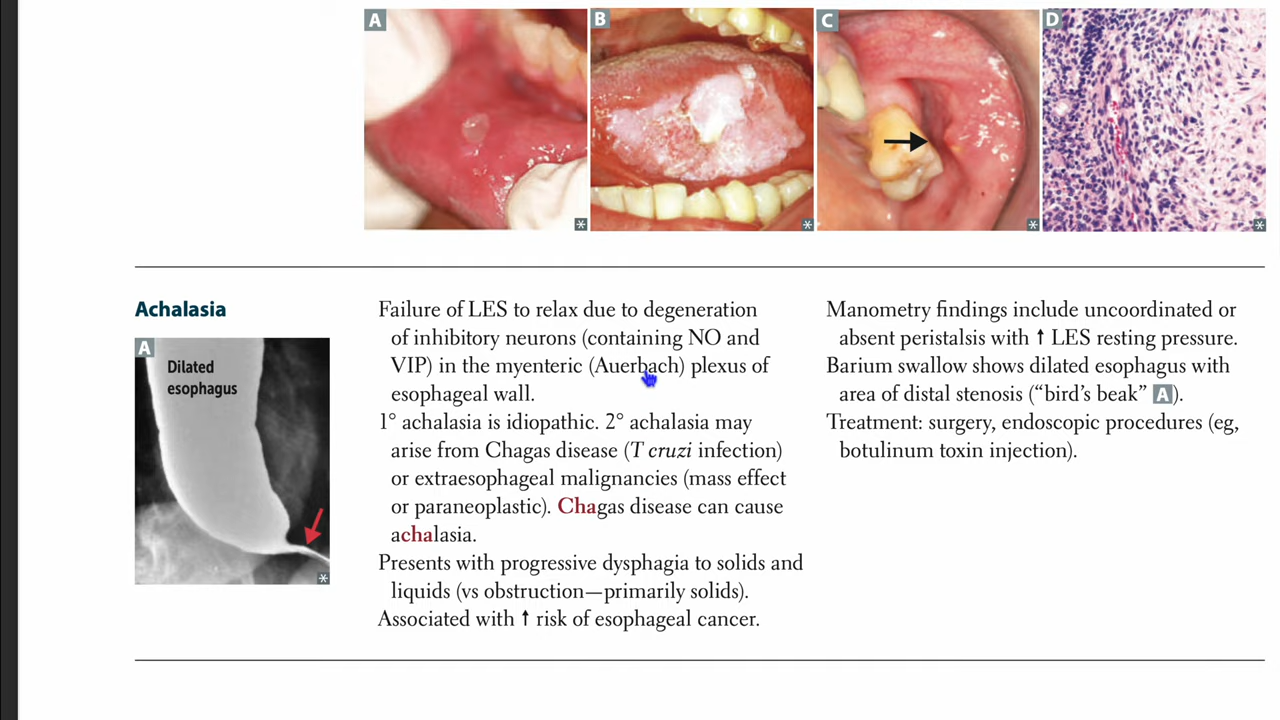 A
B
C
D
Achalasia
A
Dilated
esophagus
Failure of LES to relax due to degeneration
of inhibitory neurons (containing NO and
VIP) in the myenteric (Auerbach) plexus of
esophageal wall.
1° achalasia is idiopathic. 2° achalasia may
arise from Chagas disease (T cruzi infection)
or extraesophageal malignancies (mass effect
or paraneoplastic). Chagas disease can cause
achalasia.
Presents with progressive dysphagia to solids and
liquids (vs obstruction—primarily solids).
Associated with ↑ risk of esophageal cancer.
Manometry findings include uncoordinated or
absent peristalsis with ↑ LES resting pressure.
Barium swallow shows dilated esophagus with
area of distal stenosis (“bird’s beak” A).
Treatment: surgery, endoscopic procedures (eg,
botulinum toxin injection).